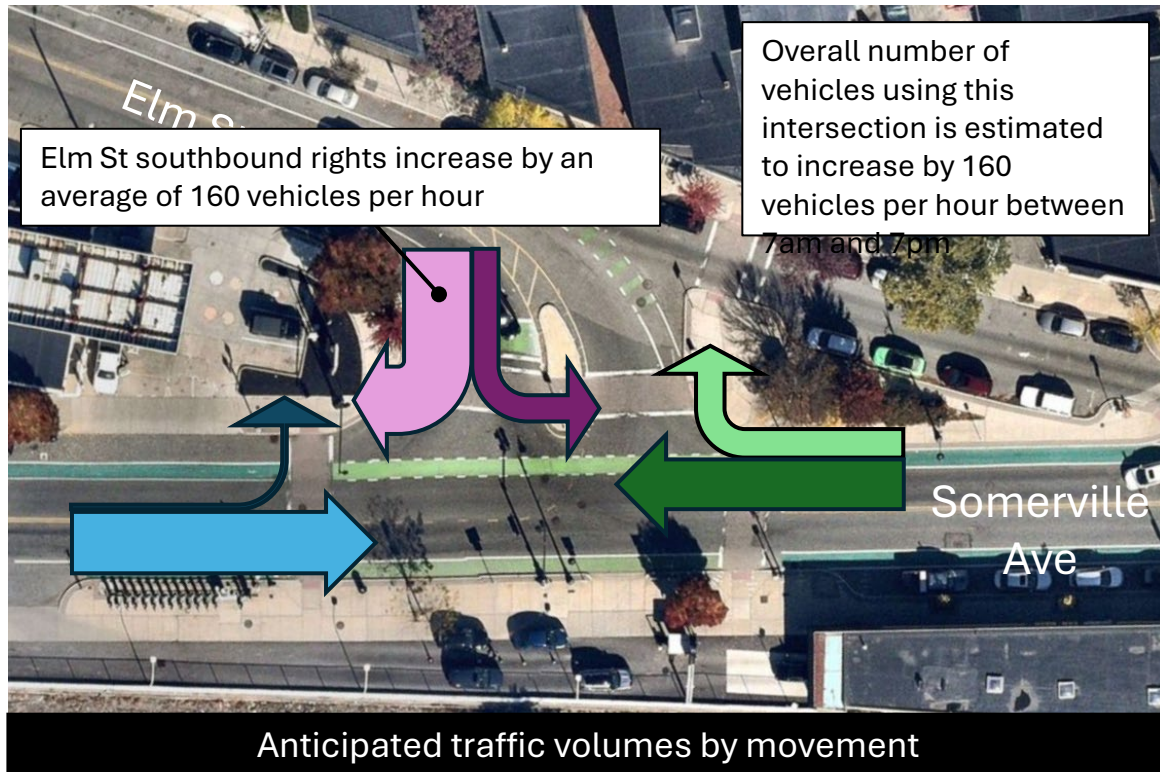 Elm S
Elm St southbound rights increase by an
average of 160 vehicles per hour
Overall number of
vehicles using this
intersection is estimated
to increase by 160
vehicles per hour between
7am and 7pm
Somerville
Ave
Anticipated traffic volumes by movement